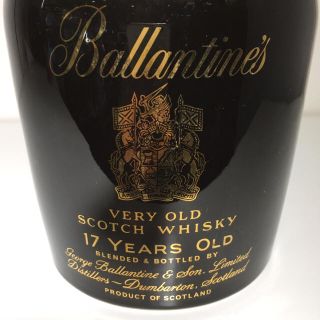 Ballantine's
VERY OLD
SCOTCH WHISKY
17 YEARS OLD
BLENDED & BOTTLED BY
George Ballantine & Son. Limited
Distillers — Dumbarton, Scotland
PRODUCT OF SCOTLAND